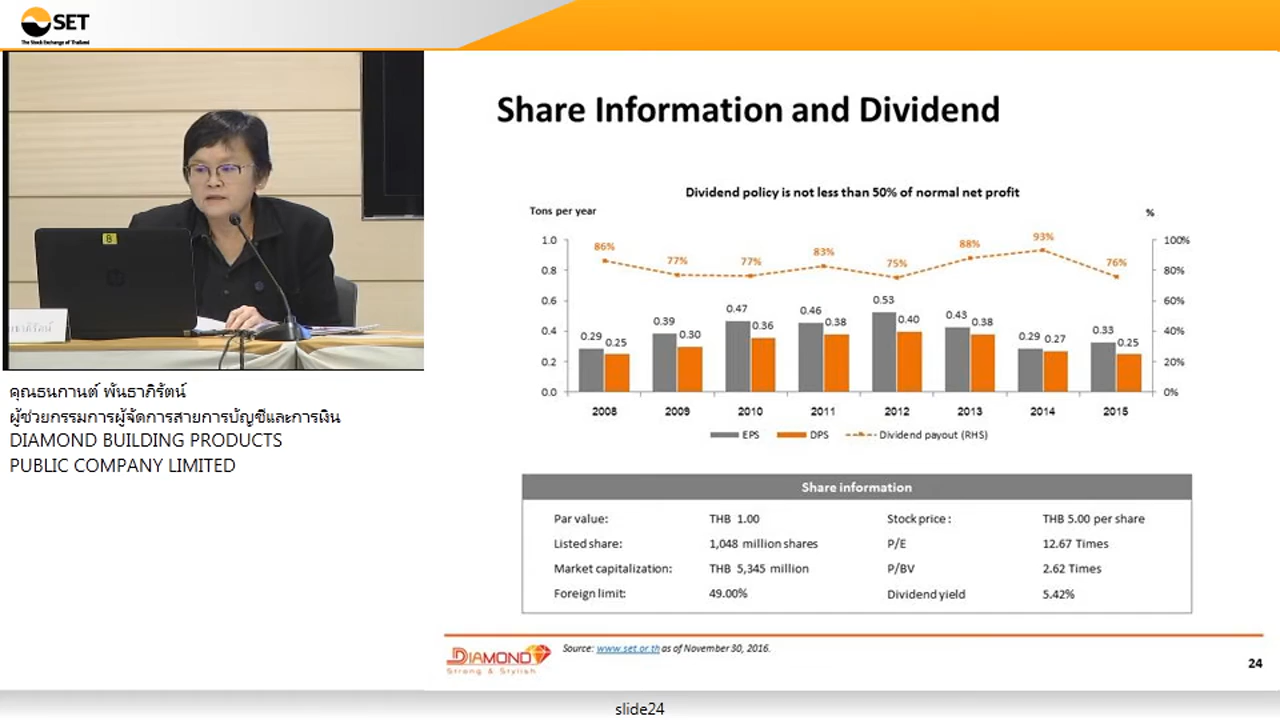 SET
The Stock Exchange of Thailand
8
คุณธนกานต์ พันธาภิรัตน์
ผู้ช่วยกรรมการผู้จัดการสายการบัญชีและการเงิน
DIAMOND BUILDING PRODUCTS
PUBLIC COMPANY LIMITED
Share Information and Dividend
Dividend policy is not less than 50% of normal net profit
Tons per year %
1.0 0.8 0.6 0.4 0.2 0.0
100% 80% 60% 40% 20% 0%
86% 77% 77% 83% 75% 88% 93% 76%
0.29 0.25 0.39 0.30 0.47 0.36 0.46 0.38 0.53 0.40 0.43 0.38 0.29 0.27 0.33 0.25
2008 2009 2010 2011 2012 2013 2014 2015
EPS DPS Dividend payout (RHS)
Share information
Par value: THB 1.00 Stock price : THB 5.00 per share
Listed share: 1,048 million shares P/E 12.67 Times
Market capitalization: THB 5,345 million P/BV 2.62 Times
Foreign limit: 49.00% Dividend yield 5.42%
DIAMOND
Strong & Stylish
Source: www.set.or.th as of November 30, 2016.
24
slide24